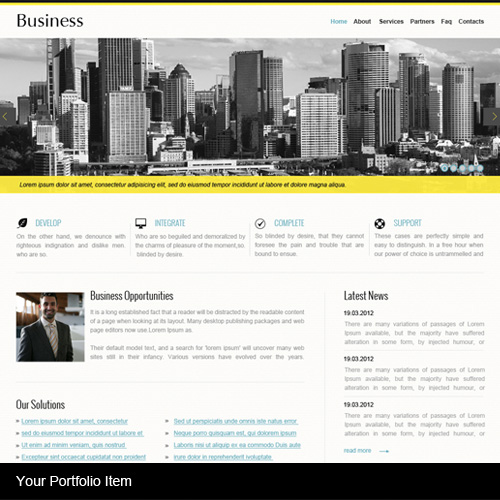 Business
Home About Services Partners Faq Contacts
Lorem ipsum dolor sit amet, consectetur adipisicing elit, sed do eiusmod tempor incididunt ut labore et dolore magna aliqua.
DEVELOP
On the other hand, we denounce with
righteous indignation and dislike men
who are so.
INTEGRATE
Who are so beguiled and demoralized by
the charms of pleasure of the moment,so.
blinded by desire.
COMPLETE
So blinded by desire, that they cannot
foresee the pain and trouble that are
bound to ensue.
SUPPORT
These cases are perfectly simple and
easy to distinguish. In a free hour when
our power of choice is untrammelled and
Business Opportunities
It is a long established fact that a reader will be distracted by the readable content
of a page when looking at its layout. Many desktop publishing packages and web
page editors now use.Lorem Ipsum as.
Their default model text, and a search for 'lorem ipsum' will uncover many web
sites still in their infancy. Various versions have evolved over the years.
Latest News
19.03.2012
There are many variations of passages of Lorem
Ipsum available, but the majority have suffered
alteration in some form, by injected humour, or
19.03.2012
There are many variations of passages of Lorem
Ipsum available, but the majority have suffered
alteration in some form, by injected humour, or
19.03.2012
There are many variations of passages of Lorem
Ipsum available, but the majority have suffered
alteration in some form, by injected humour, or
read more
Our Solutions
» Lorem ipsum dolor sit amet, consectetur
» sed do eiusmod tempor incididunt ut labore et
» Ut enim ad minim veniam, quis nostrud
» Excepteur sint occaecat cupidatat non proident
» Sed ut perspiciatis unde omnis iste natus error
» Neque porro quisquam est, qui dolorem ipsum
» Laboris nisi ut aliquip ex ea commodo Duis aute
» irure dolor in reprehenderit involuptate
Your Portfolio Item